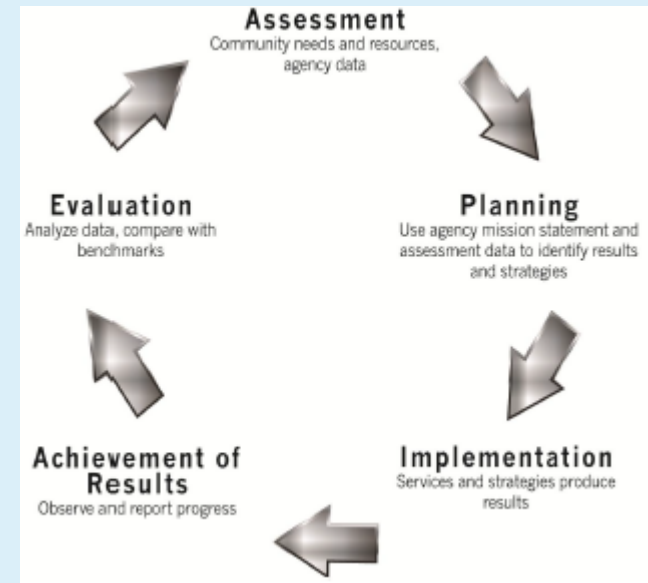 Assessment
Community needs and resources,
agency data
Planning
Use agency mission statement and
assessment data to identify results
and strategies
Implementation
Services and strategies produce
results
Achievement of
Results
Observe and report progress
Evaluation
Analyze data, compare with
benchmarks